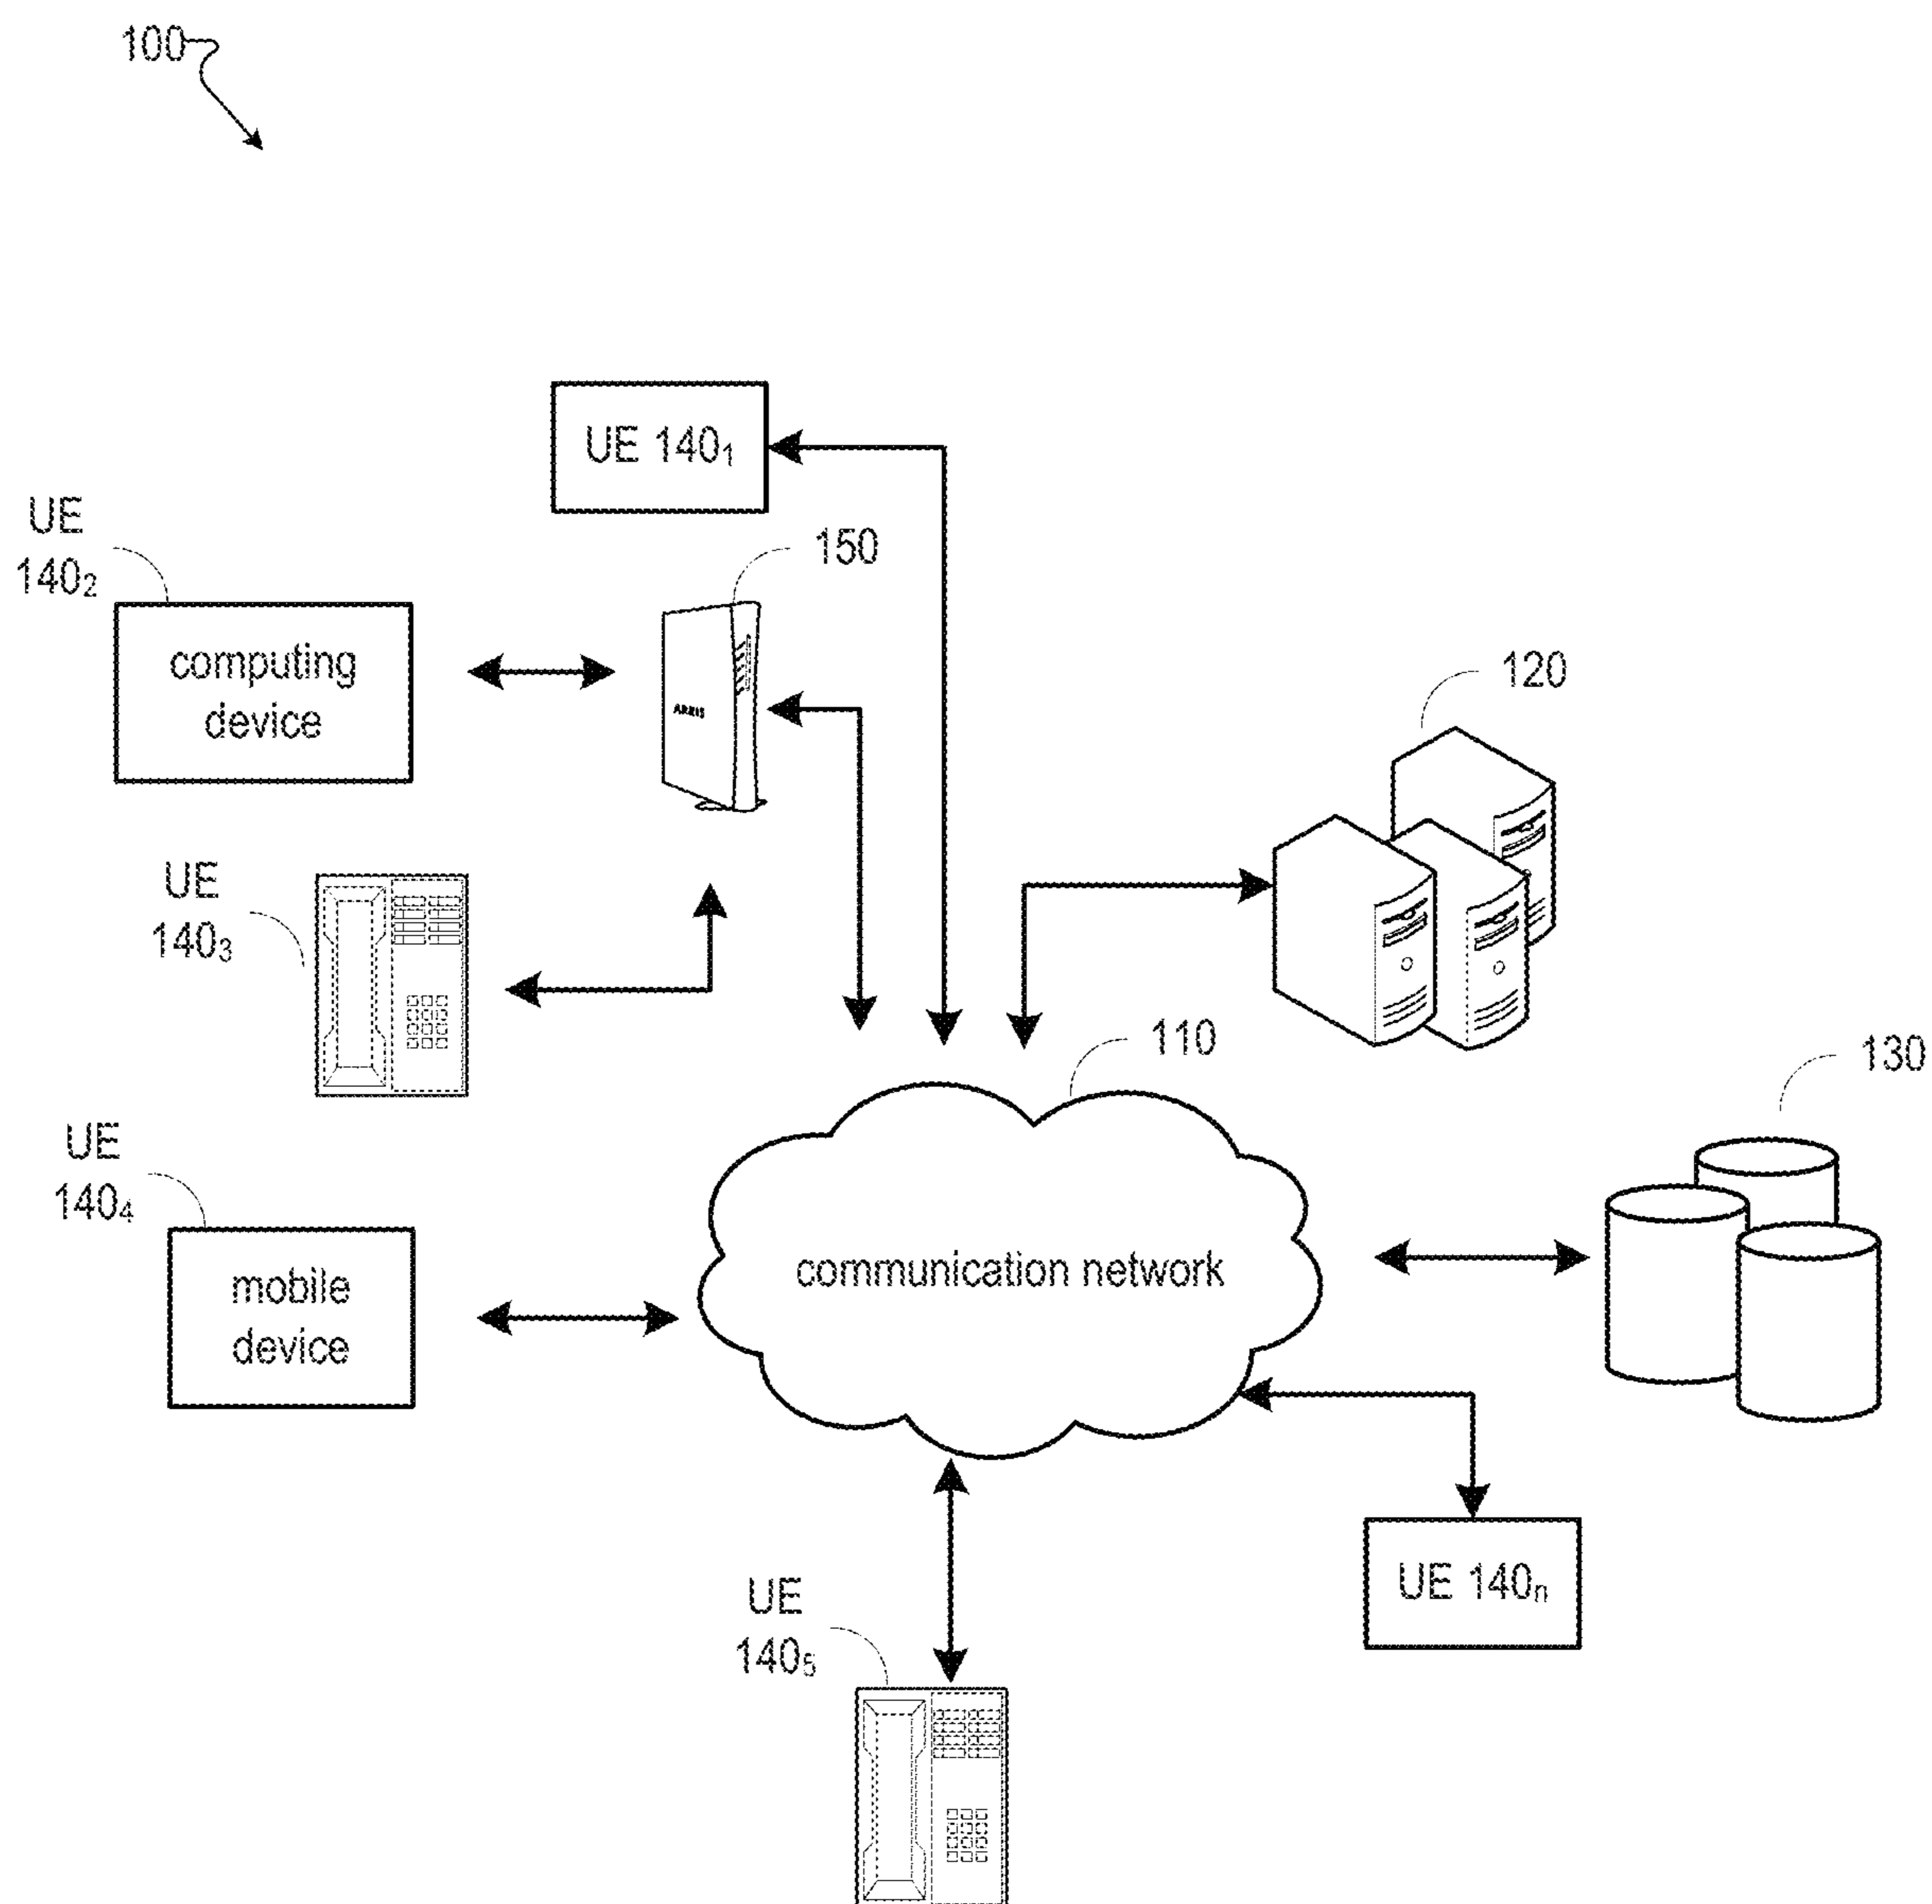 100
UE 140₁
UE
140₂
150
computing
device
ARRIS
120
UE
140₃
110
130
UE
140₄
mobile
device
communication network
UE 140ₙ
UE
140₅